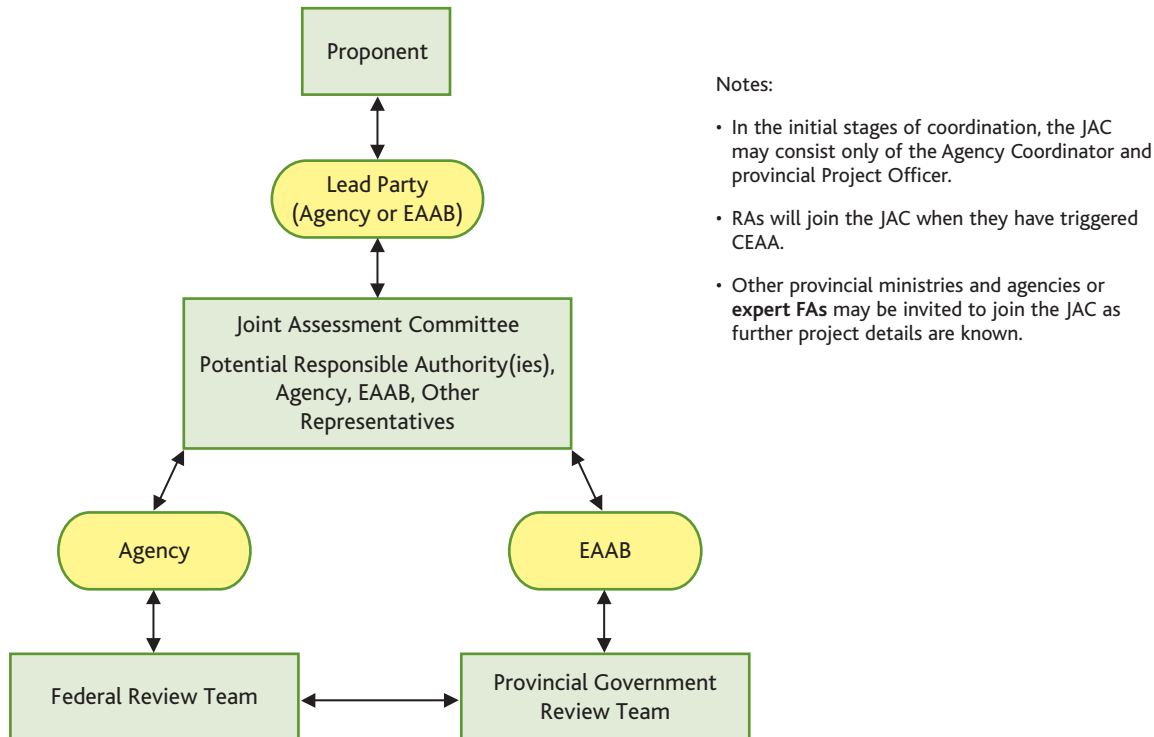 Proponent
Lead Party
(Agency or EAAB)
Joint Assessment Committee
Potential Responsible Authority(ies),
Agency, EAAB, Other
Representatives
Agency
EAAB
Federal Review Team
Provincial Government
Review Team
Notes:
• In the initial stages of coordination, the JAC
may consist only of the Agency Coordinator and
provincial Project Officer.
• RAs will join the JAC when they have triggered
CEAA.
• Other provincial ministries and agencies or
expert FAs may be invited to join the JAC as
further project details are known.